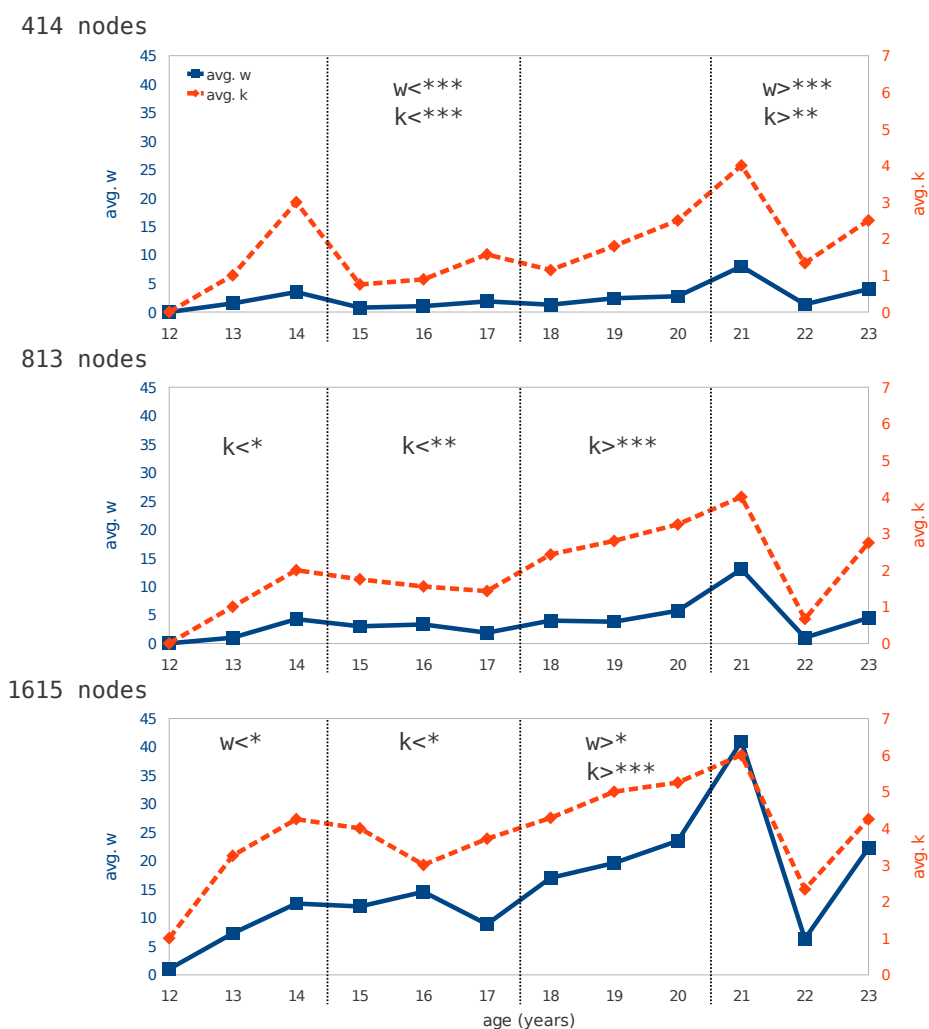 414 nodes
45 40 35 30 25 20 15 10 5 0
avg. w
avg. w
avg. k
w<***
k<***
w>***
k>**
7 6 5 4 3 2 1 0
avg. k
12 13 14 15 16 17 18 19 20 21 22 23
813 nodes
45 40 35 30 25 20 15 10 5 0
avg. w
k<* k<** k>***
7 6 5 4 3 2 1 0
avg. k
12 13 14 15 16 17 18 19 20 21 22 23
1615 nodes
45 40 35 30 25 20 15 10 5 0
avg. w
w<* k<* w>*
k>***
7 6 5 4 3 2 1 0
avg. k
12 13 14 15 16 17 18 19 20 21 22 23
age (years)